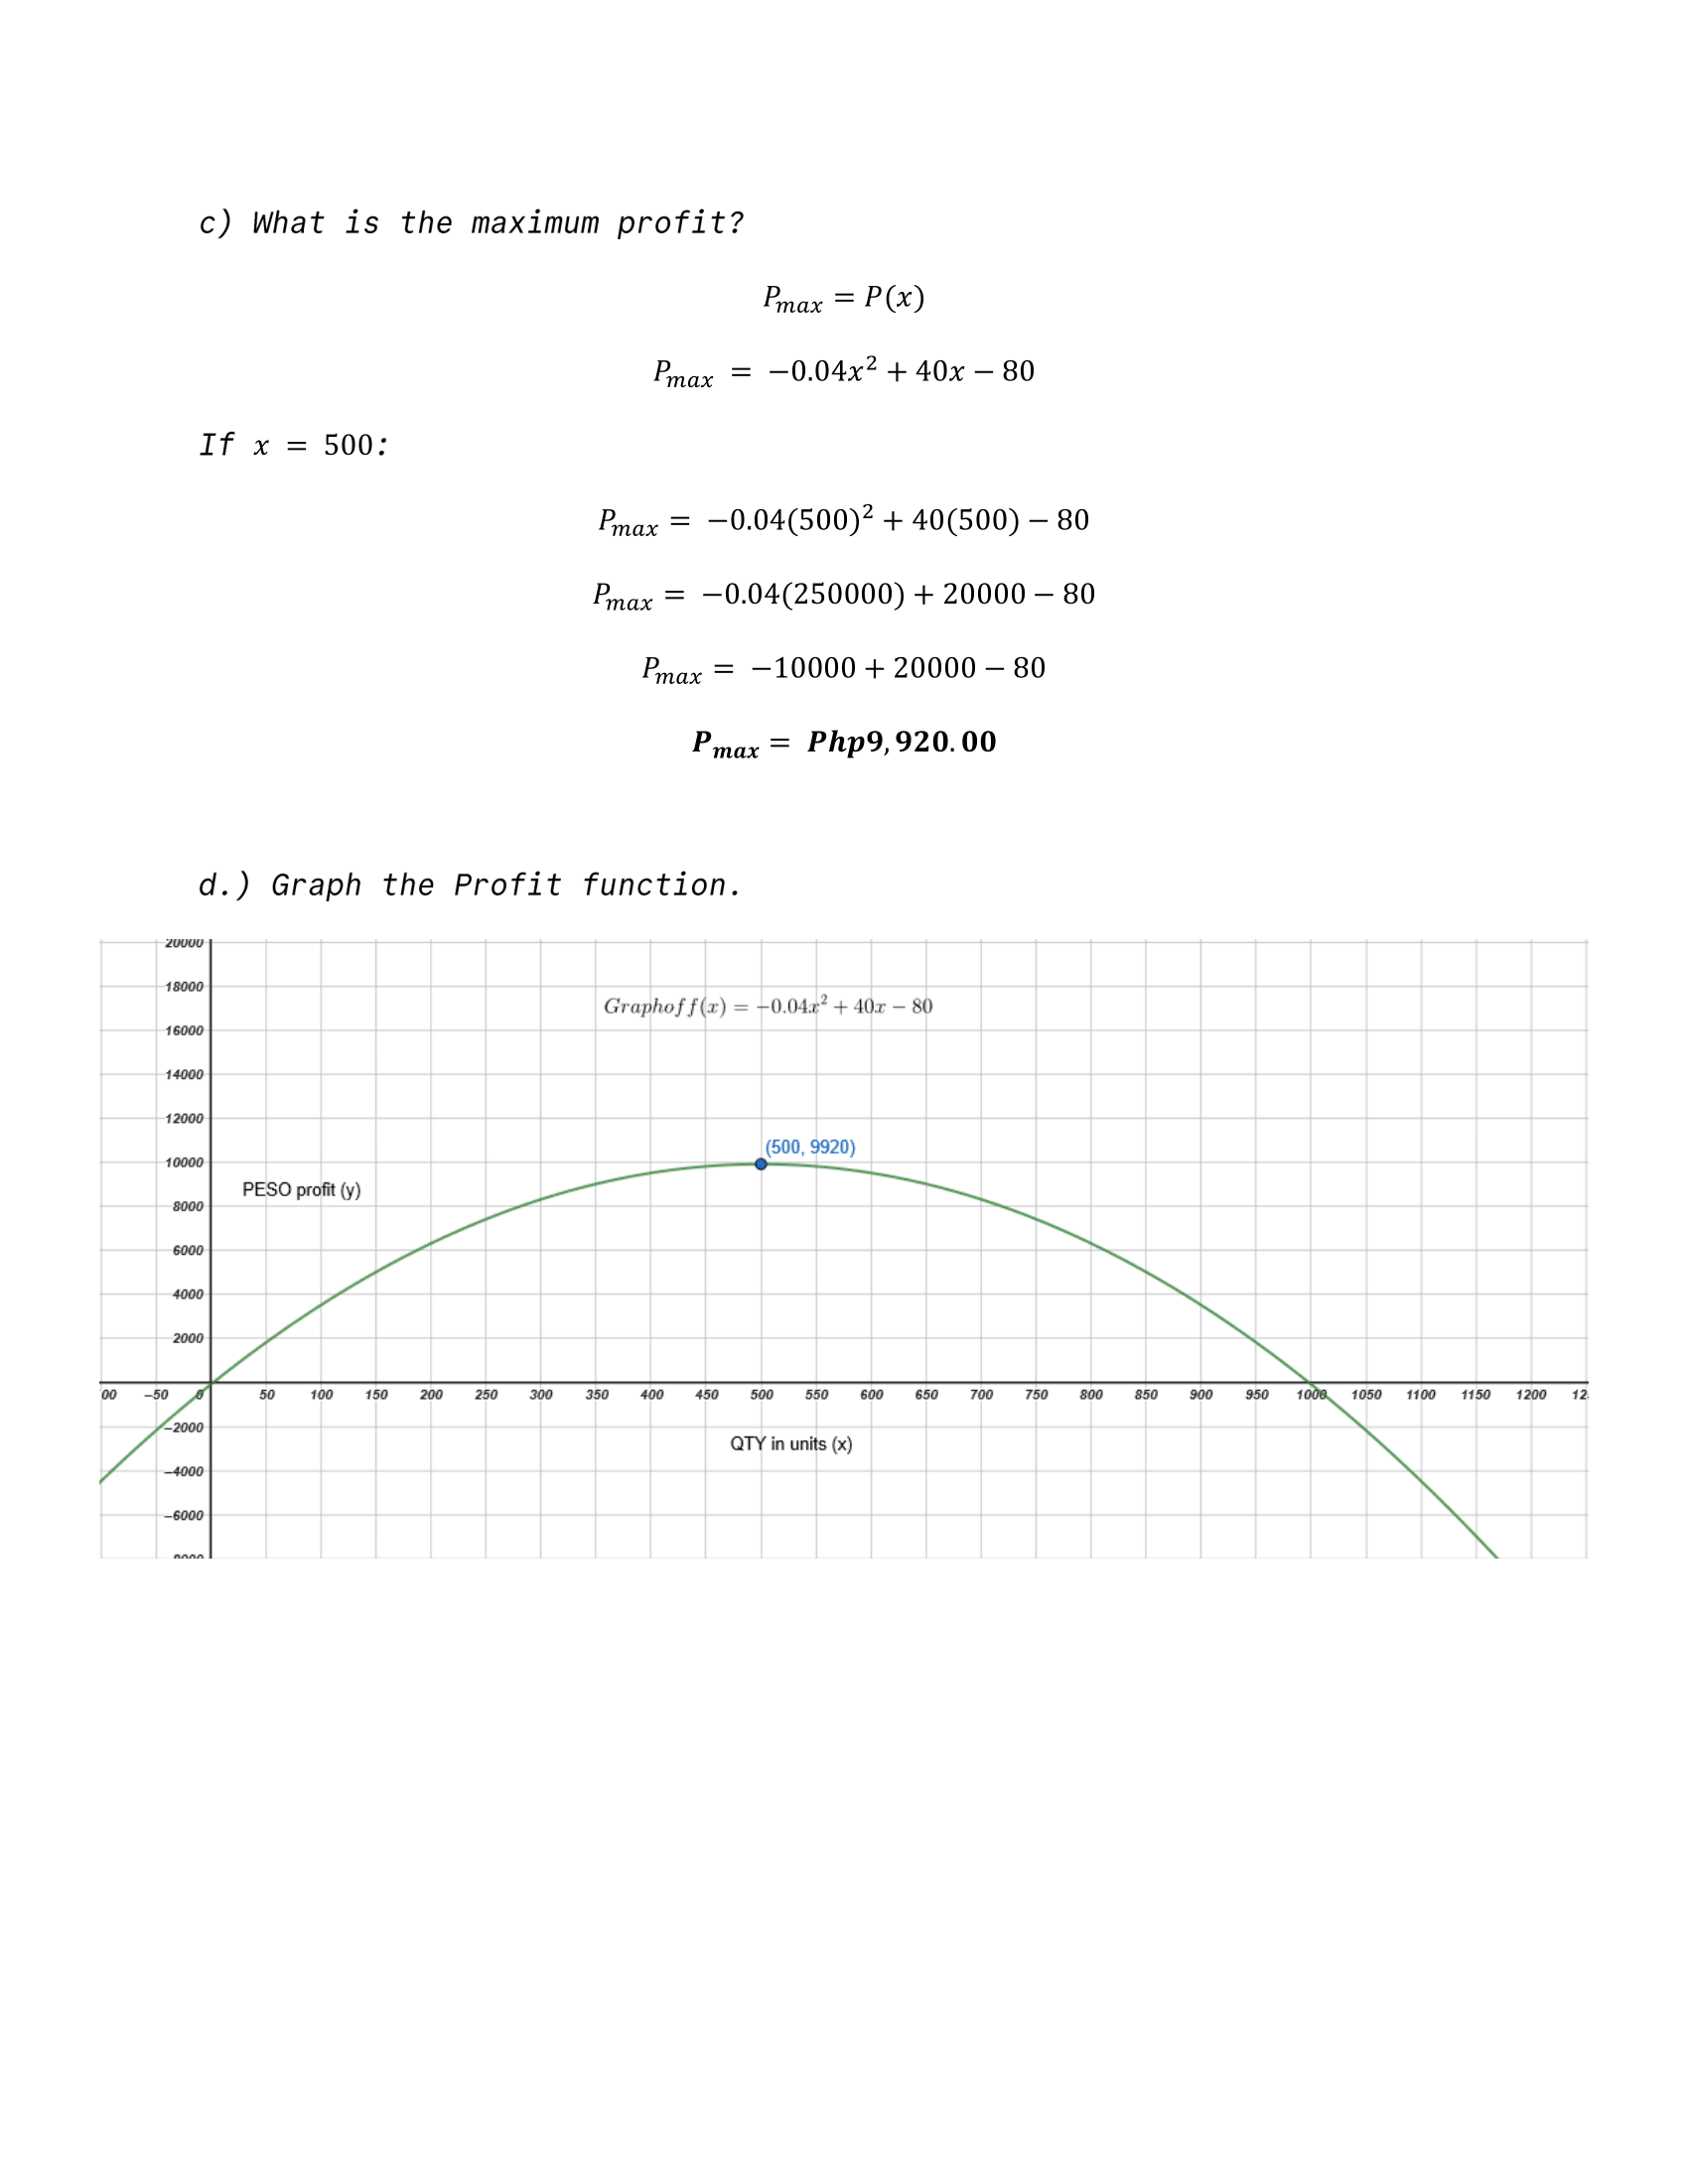 c) What is the maximum profit?
P_max = P(x)
P_max = −0.04x² + 40x − 80
If x = 500:
P_max = −0.04(500)² + 40(500) − 80
P_max = −0.04(250000) + 20000 − 80
P_max = −10000 + 20000 − 80
P_max = Php9,920.00
d.) Graph the Profit function.
20000
18000
Graphof f(x) = −0.04x² + 40x − 80
16000
14000
12000
(500, 9920)
10000
PESO profit (y)
8000
6000
4000
2000
00 −50 0 50 100 150 200 250 300 350 400 450 500 550 600 650 700 750 800 850 900 950 1000 1050 1100 1150 1200 12
−2000
QTY in units (x)
−4000
−6000